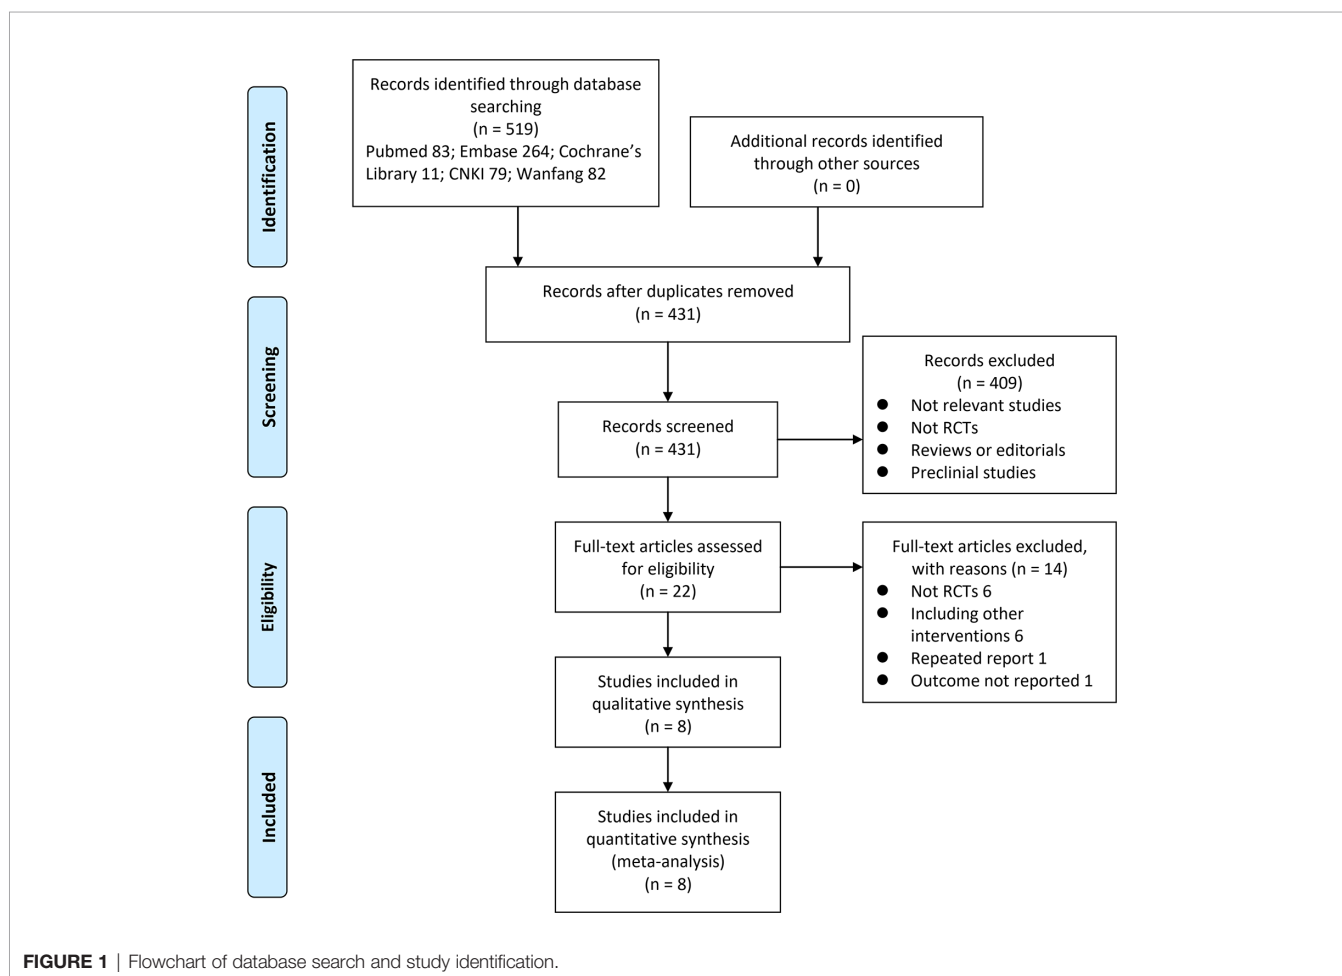 Identification
Records identified through database
searching
(n = 519)
Pubmed 83; Embase 264; Cochrane’s
Library 11; CNKI 79; Wanfang 82
Additional records identified
through other sources
(n = 0)
Records after duplicates removed
(n = 431)
Screening
Records screened
(n = 431)
Records excluded
(n = 409)
● Not relevant studies
● Not RCTs
● Reviews or editorials
● Preclinial studies
Eligibility
Full-text articles assessed
for eligibility
(n = 22)
Full-text articles excluded,
with reasons (n = 14)
● Not RCTs 6
● Including other
interventions 6
● Repeated report 1
● Outcome not reported 1
Studies included in
qualitative synthesis
(n = 8)
Included
Studies included in
quantitative synthesis
(meta-analysis)
(n = 8)
FIGURE 1 | Flowchart of database search and study identification.